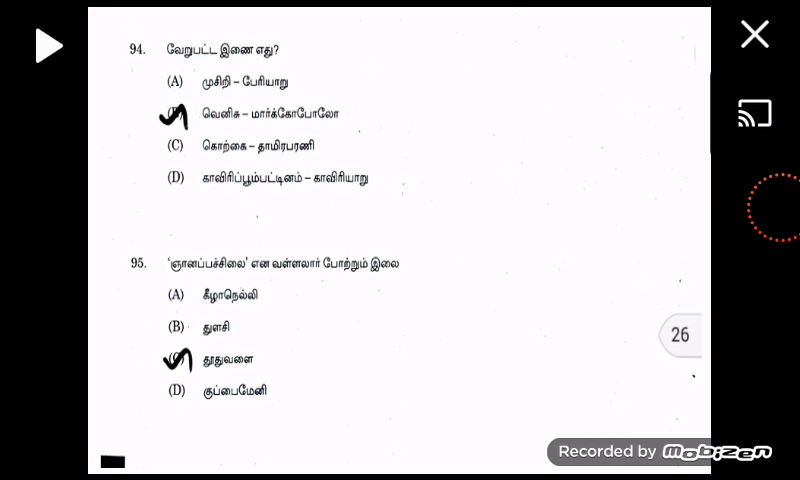 94. வேறுபட்ட இணை எது?
(A) முசிறி – பேரியாறு
(B) வெனிசு – மார்க்கோபோலோ
(C) கொற்கை – தாமிரபரணி
(D) காவிரிப்பூம்பட்டினம் – காவிரியாறு
95. 'ஞானப்பச்சிலை' என வள்ளலார் போற்றும் இலை
(A) கீழாநெல்லி
(B) துளசி
26
(C) தூதுவளை
(D) குப்பைமேனி
Recorded by mobizen